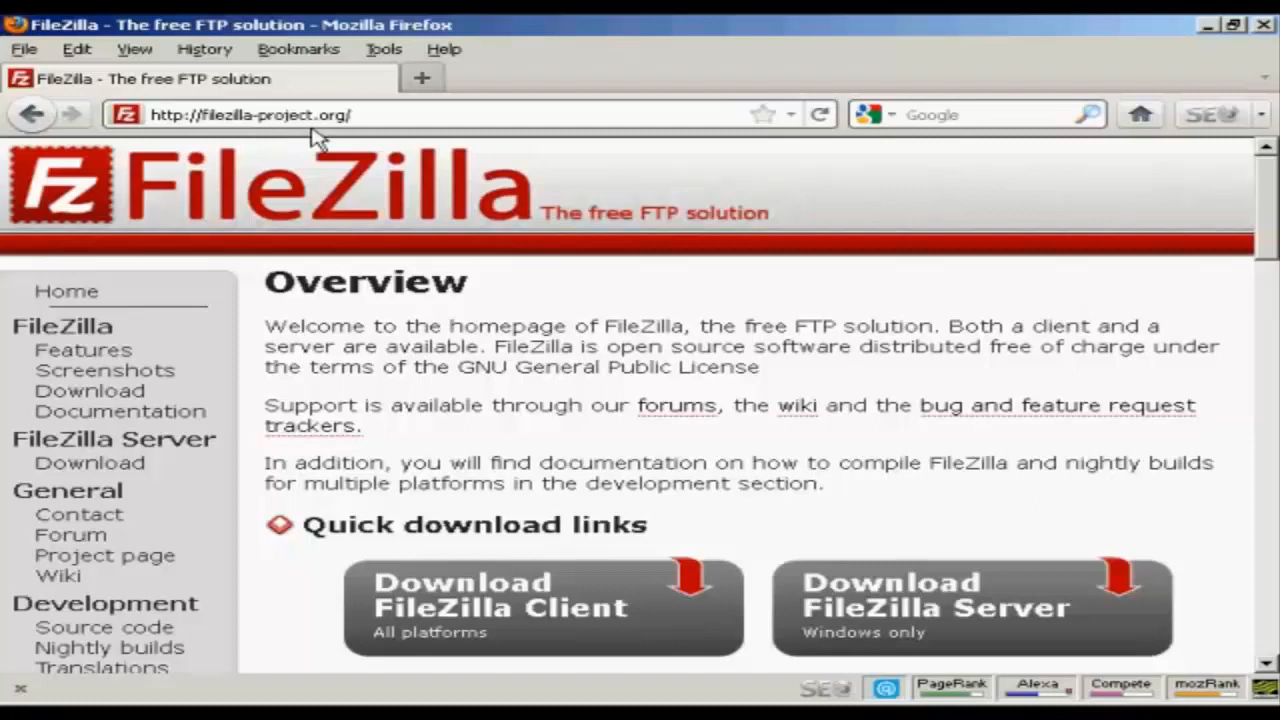 FileZilla - The free FTP solution - Mozilla Firefox
File Edit View History Bookmarks Tools Help
FileZilla - The free FTP solution
http://filezilla-project.org/
Google
FileZilla The free FTP solution
Home
FileZilla
Features
Screenshots
Download
Documentation
FileZilla Server
Download
General
Contact
Forum
Project page
Wiki
Development
Source code
Nightly builds
Translations
Overview
Welcome to the homepage of FileZilla, the free FTP solution. Both a client and a
server are available. FileZilla is open source software distributed free of charge under
the terms of the GNU General Public License
Support is available through our forums, the wiki and the bug and feature request
trackers.
In addition, you will find documentation on how to compile FileZilla and nightly builds
for multiple platforms in the development section.
Quick download links
Download
FileZilla Client
All platforms
Download
FileZilla Server
Windows only
PageRank Alexa Compete mozRank